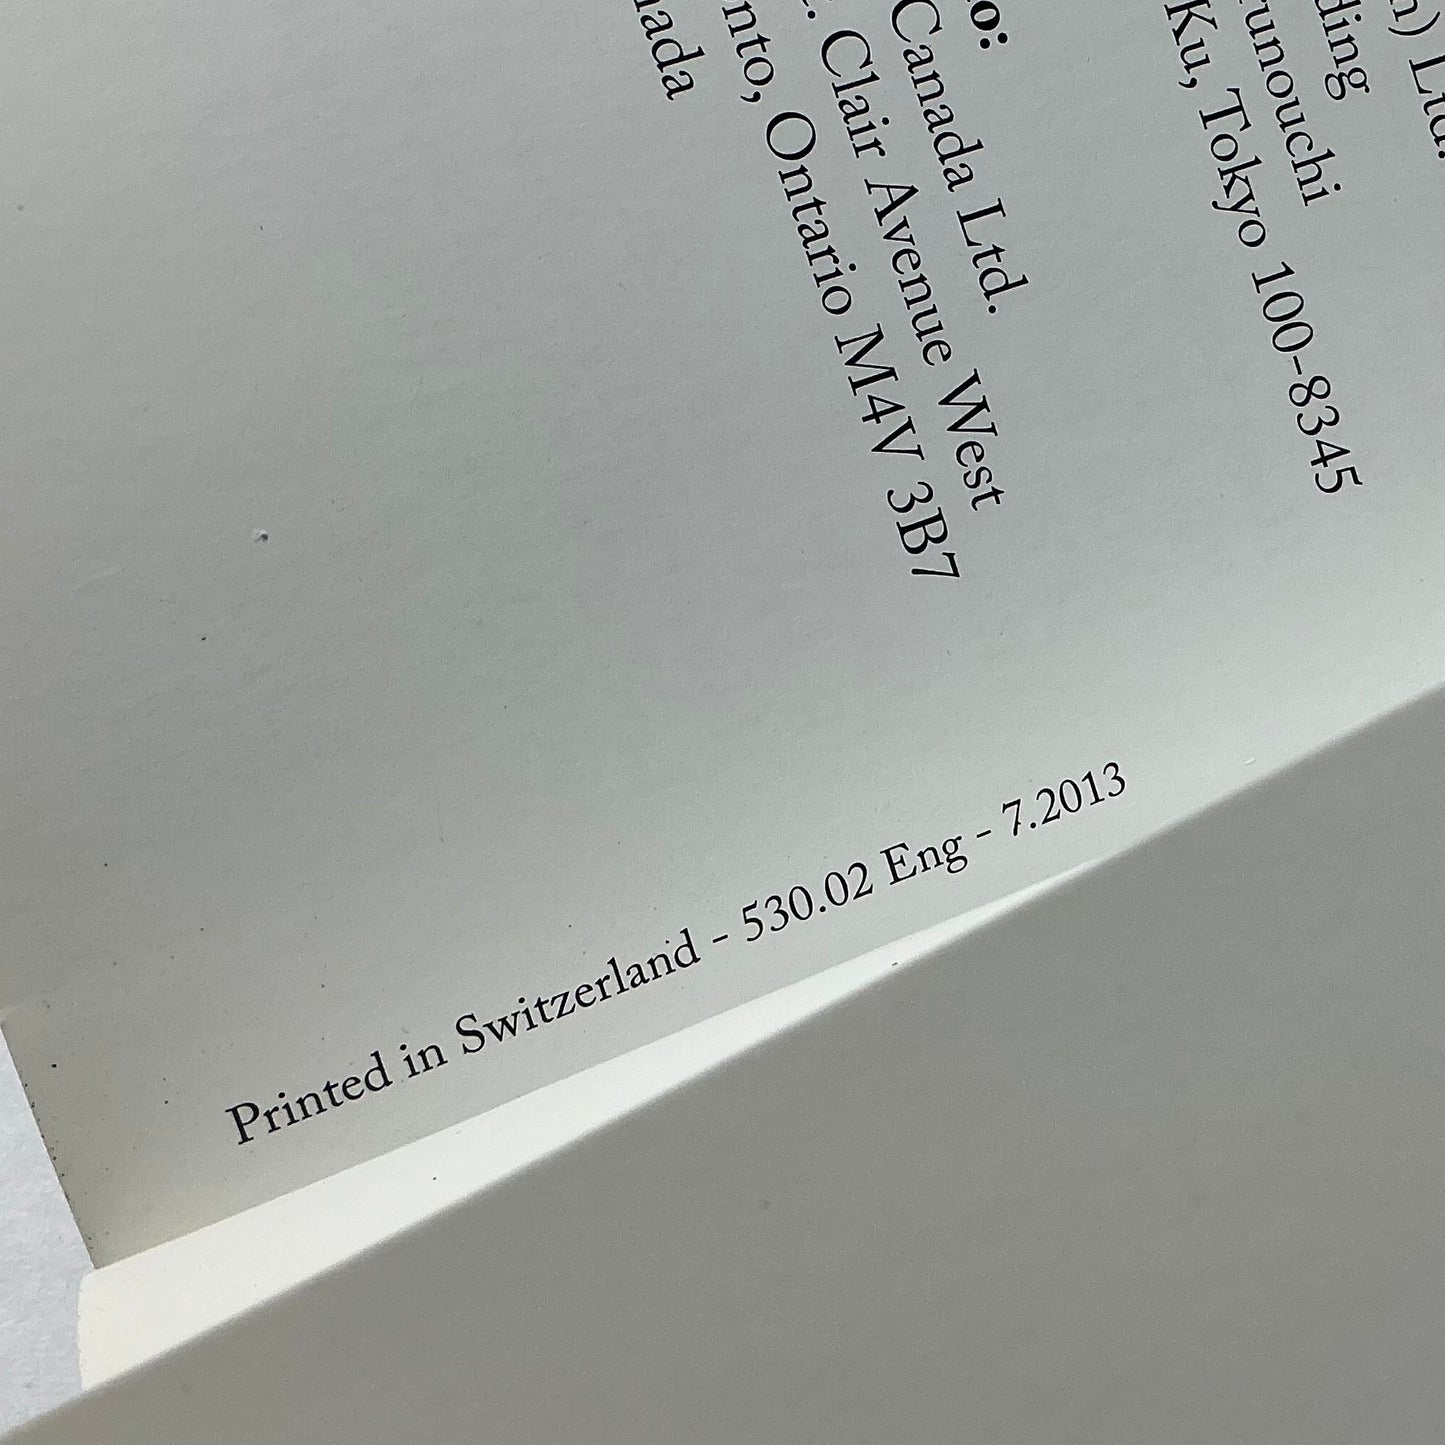 Ltd.
Ku, Tokyo 100-8345
Canada Ltd.
Clair Avenue West
Ontario M4V 3B7
Printed in Switzerland - 530.02 Eng - 7.2013